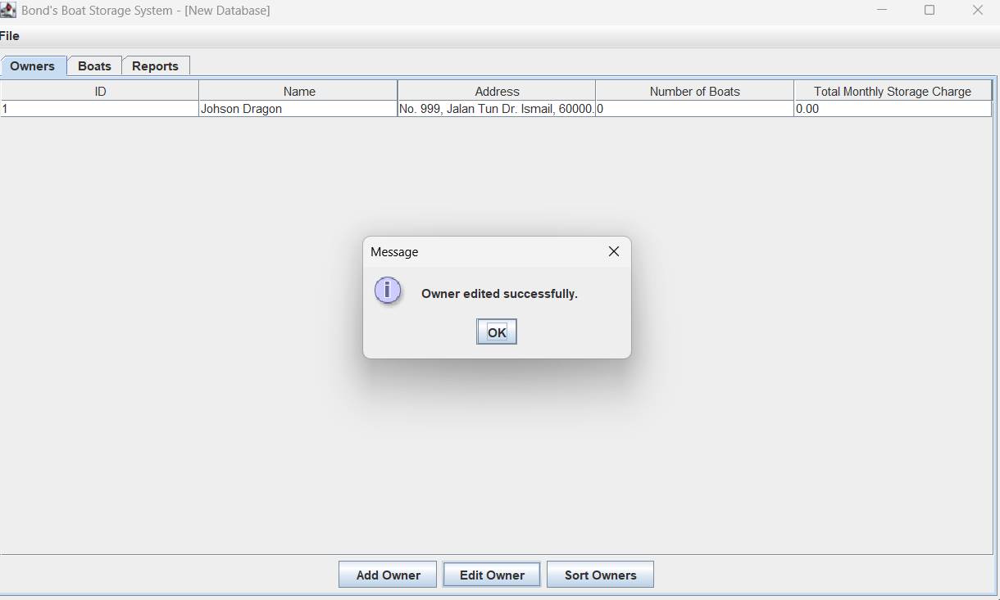 Bond's Boat Storage System - [New Database]
File
Owners Boats Reports
ID Name Address Number of Boats Total Monthly Storage Charge
1 Johson Dragon No. 999, Jalan Tun Dr. Ismail, 60000. 0 0.00
Message
i Owner edited successfully.
OK
Add Owner Edit Owner Sort Owners